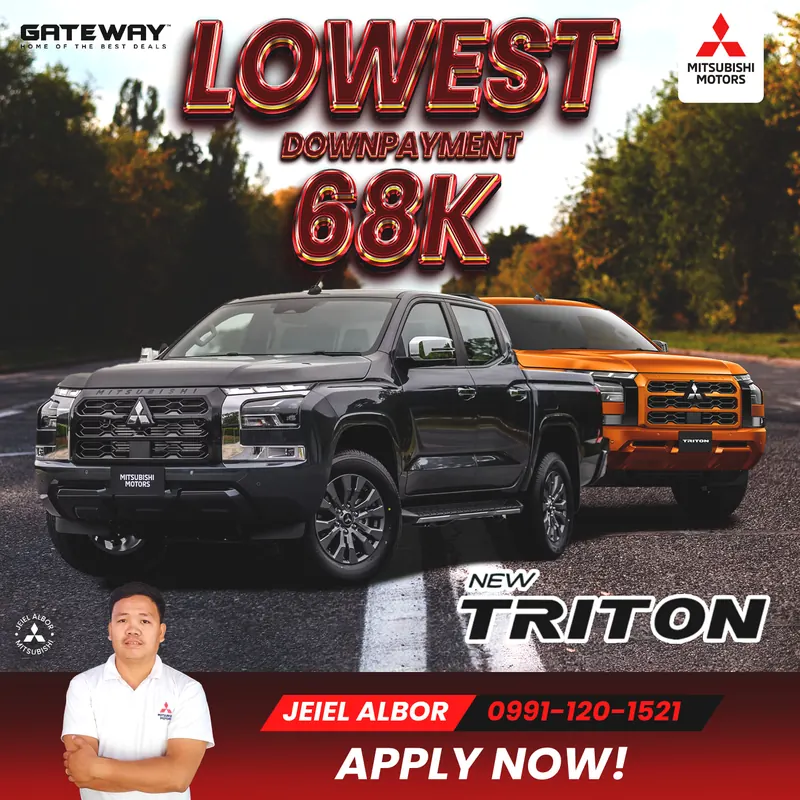 GATEWAY™
HOME OF THE BEST DEALS
LOWEST
DOWNPAYMENT
68K
MITSUBISHI
MOTORS
MITSUBISHI
MITSUBISHI
MOTORS
TRITON
NEW
TRITON
JEIEL ALBOR
MITSUBISHI
JEIEL ALBOR
0991-120-1521
APPLY NOW!